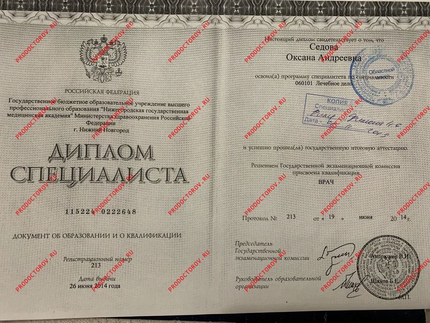 РОССИЙСКАЯ ФЕДЕРАЦИЯ
Государственное бюджетное образовательное учреждение высшего
профессионального образования "Нижегородская государственная
медицинская академия" Министерства здравоохранения Российской
Федерации
г. Нижний Новгород
ДИПЛОМ
СПЕЦИАЛИСТА
115224 0222648
ДОКУМЕНТ ОБ ОБРАЗОВАНИИ И О КВАЛИФИКАЦИИ
Регистрационный номер
213
Дата выдачи
26 июня 2014 года
Настоящий диплом свидетельствует о том, что
Седова
Оксана Андреевна
освоил(а) программу специалитета по специальности
060101 Лечебное дело
КОПИЯ
и успешно прошел(ла) государственную итоговую аттестацию
Решением Государственной экзаменационной комиссии
присвоена квалификация
ВРАЧ
Протокол № 213 от « 19 » июня 2014 г.
Председатель
Государственной
экзаменационной комиссии
Руководитель образовательной
организации
М.П.
PRODOCTOROV.RU